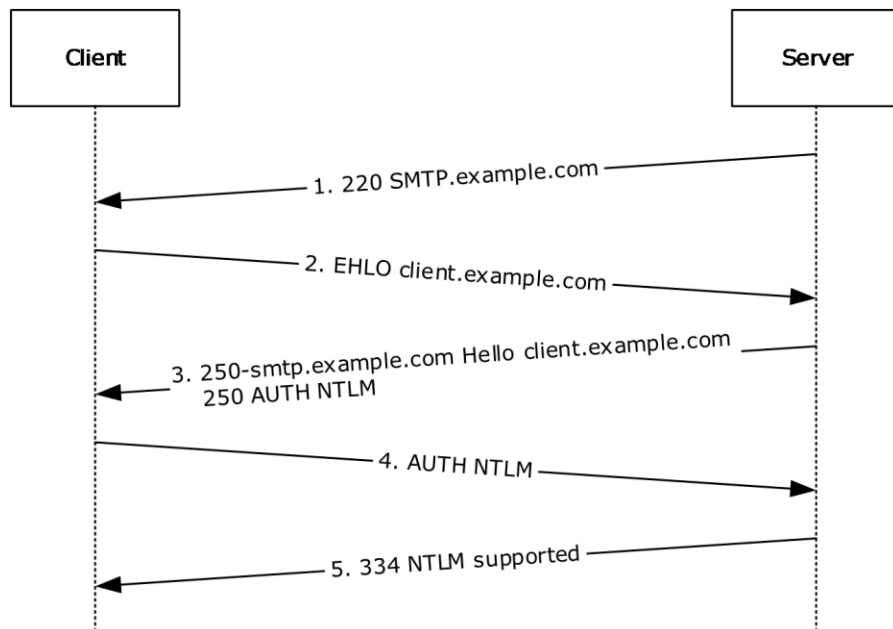 Client
Server
1. 220 SMTP.example.com
2. EHLO client.example.com
3. 250-smtp.example.com Hello client.example.com
250 AUTH NTLM
4. AUTH NTLM
5. 334 NTLM supported